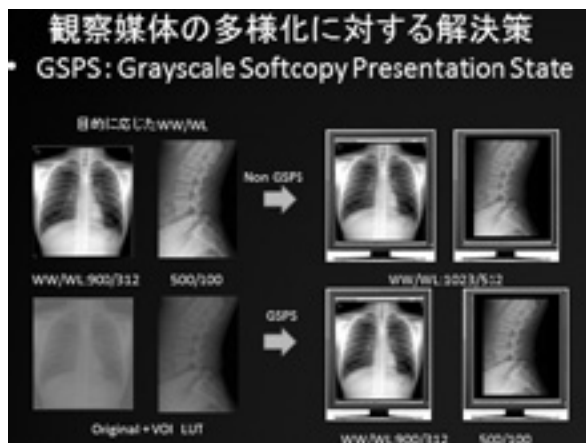 観察媒体の多様化に対する解決策
• GSPS: Grayscale Softcopy Presentation State
目的に応じたWW/WL
Non GSPS
WW/WL:900/312 500/100
WW/WL:1023/512
GSPS
Original + VOI LUT
WW/WL:900/312 500/100